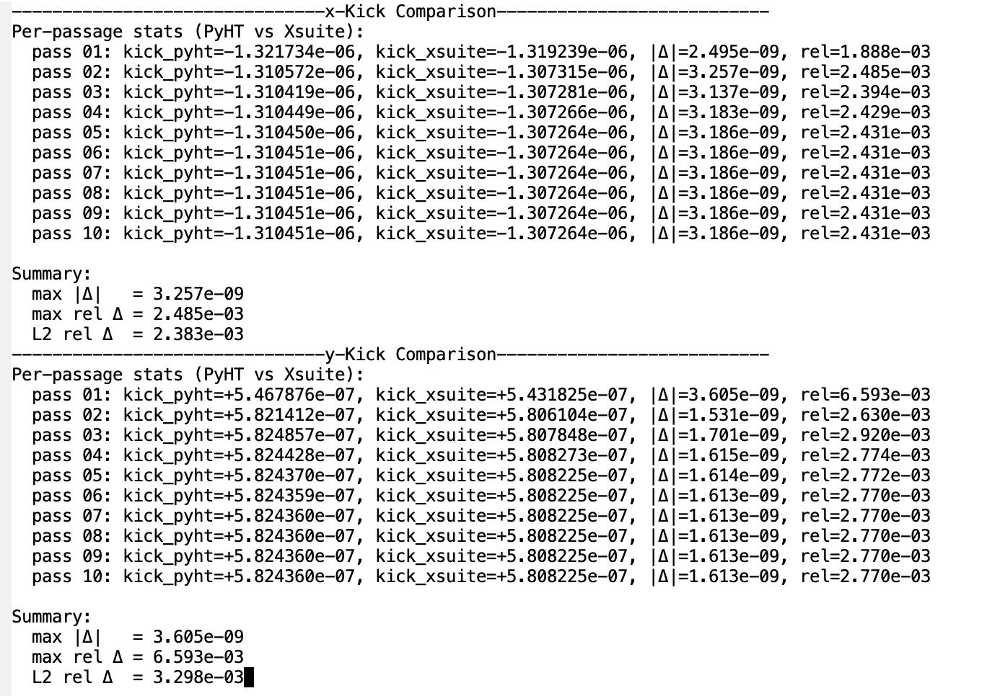 -------------------------------x-Kick Comparison---------------------------
Per-passage stats (PyHT vs Xsuite):
  pass 01: kick_pyht=-1.321734e-06, kick_xsuite=-1.319239e-06, |Δ|=2.495e-09, rel=1.888e-03
  pass 02: kick_pyht=-1.310572e-06, kick_xsuite=-1.307315e-06, |Δ|=3.257e-09, rel=2.485e-03
  pass 03: kick_pyht=-1.310419e-06, kick_xsuite=-1.307281e-06, |Δ|=3.137e-09, rel=2.394e-03
  pass 04: kick_pyht=-1.310449e-06, kick_xsuite=-1.307266e-06, |Δ|=3.183e-09, rel=2.429e-03
  pass 05: kick_pyht=-1.310450e-06, kick_xsuite=-1.307264e-06, |Δ|=3.186e-09, rel=2.431e-03
  pass 06: kick_pyht=-1.310451e-06, kick_xsuite=-1.307264e-06, |Δ|=3.186e-09, rel=2.431e-03
  pass 07: kick_pyht=-1.310451e-06, kick_xsuite=-1.307264e-06, |Δ|=3.186e-09, rel=2.431e-03
  pass 08: kick_pyht=-1.310451e-06, kick_xsuite=-1.307264e-06, |Δ|=3.186e-09, rel=2.431e-03
  pass 09: kick_pyht=-1.310451e-06, kick_xsuite=-1.307264e-06, |Δ|=3.186e-09, rel=2.431e-03
  pass 10: kick_pyht=-1.310451e-06, kick_xsuite=-1.307264e-06, |Δ|=3.186e-09, rel=2.431e-03

Summary:
  max |Δ|   = 3.257e-09
  max rel Δ = 2.485e-03
  L2 rel Δ  = 2.383e-03
-------------------------------y-Kick Comparison---------------------------
Per-passage stats (PyHT vs Xsuite):
  pass 01: kick_pyht=+5.467876e-07, kick_xsuite=+5.431825e-07, |Δ|=3.605e-09, rel=6.593e-03
  pass 02: kick_pyht=+5.821412e-07, kick_xsuite=+5.806104e-07, |Δ|=1.531e-09, rel=2.630e-03
  pass 03: kick_pyht=+5.824857e-07, kick_xsuite=+5.807848e-07, |Δ|=1.701e-09, rel=2.920e-03
  pass 04: kick_pyht=+5.824428e-07, kick_xsuite=+5.808273e-07, |Δ|=1.615e-09, rel=2.774e-03
  pass 05: kick_pyht=+5.824370e-07, kick_xsuite=+5.808225e-07, |Δ|=1.614e-09, rel=2.772e-03
  pass 06: kick_pyht=+5.824359e-07, kick_xsuite=+5.808225e-07, |Δ|=1.613e-09, rel=2.770e-03
  pass 07: kick_pyht=+5.824360e-07, kick_xsuite=+5.808225e-07, |Δ|=1.613e-09, rel=2.770e-03
  pass 08: kick_pyht=+5.824360e-07, kick_xsuite=+5.808225e-07, |Δ|=1.613e-09, rel=2.770e-03
  pass 09: kick_pyht=+5.824360e-07, kick_xsuite=+5.808225e-07, |Δ|=1.613e-09, rel=2.770e-03
  pass 10: kick_pyht=+5.824360e-07, kick_xsuite=+5.808225e-07, |Δ|=1.613e-09, rel=2.770e-03

Summary:
  max |Δ|   = 3.605e-09
  max rel Δ = 6.593e-03
  L2 rel Δ  = 3.298e-03